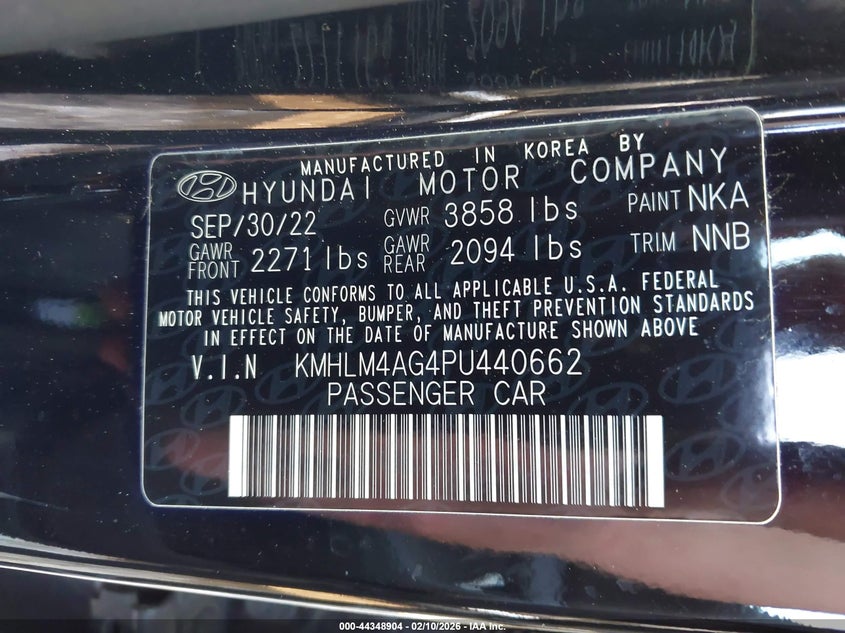 MANUFACTURED IN KOREA BY
HYUNDAI MOTOR COMPANY
SEP/30/22 GVWR 3858 lbs PAINT NKA
GAWR FRONT 2271 lbs GAWR REAR 2094 lbs TRIM NNB
THIS VEHICLE CONFORMS TO ALL APPLICABLE U.S.A. FEDERAL
MOTOR VEHICLE SAFETY, BUMPER, AND THEFT PREVENTION STANDARDS
IN EFFECT ON THE DATE OF MANUFACTURE SHOWN ABOVE
V.I.N KMHLM4AG4PU440662
PASSENGER CAR
000-44348904 - 02/10/2026 - IAA Inc.